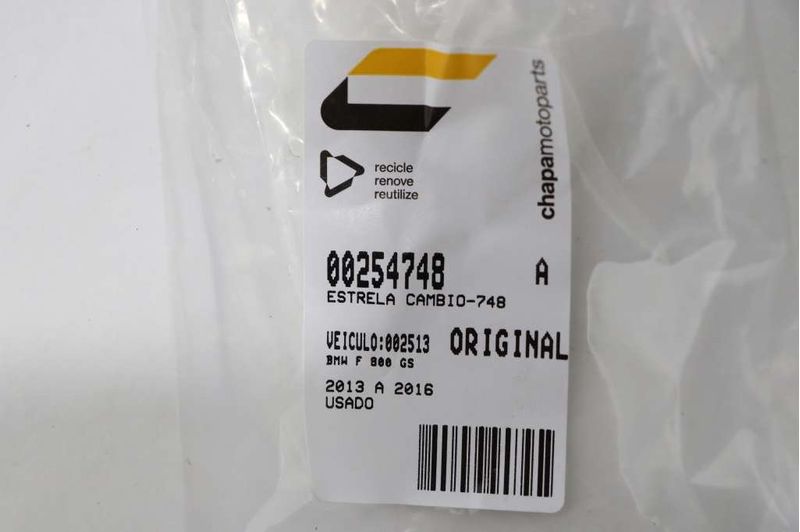 chapamotoparts
recicle
renove
reutilize
00254748 A
ESTRELA CAMBIO-748
VEICULO:002513 ORIGINAL
BMW F 800 GS
2013 A 2016
USADO